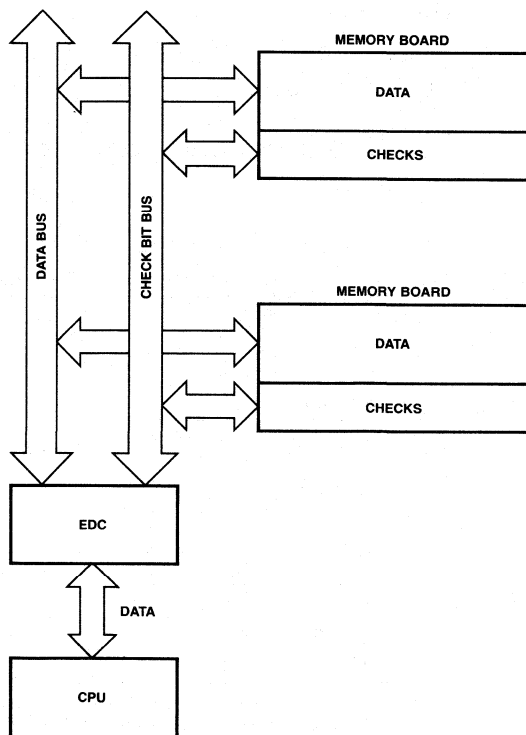 MEMORY BOARD
DATA
CHECKS
DATA BUS
CHECK BIT BUS
MEMORY BOARD
DATA
CHECKS
EDC
DATA
CPU